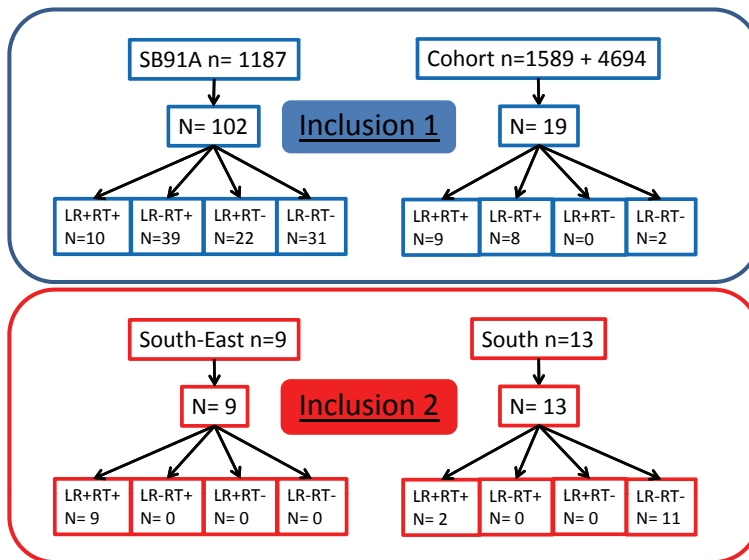 SB91A n= 1187
Cohort n=1589 + 4694
N= 102
Inclusion 1
N= 19
LR+RT+
N=10
LR-RT+
N=39
LR+RT-
N=22
LR-RT-
N=31
LR+RT+
N=9
LR-RT+
N=8
LR+RT-
N=0
LR-RT-
N=2
South-East n=9
South n=13
N= 9
Inclusion 2
N= 13
LR+RT+
N= 9
LR-RT+
N= 0
LR+RT-
N= 0
LR-RT-
N= 0
LR+RT+
N= 2
LR-RT+
N= 0
LR+RT-
N= 0
LR-RT-
N= 11